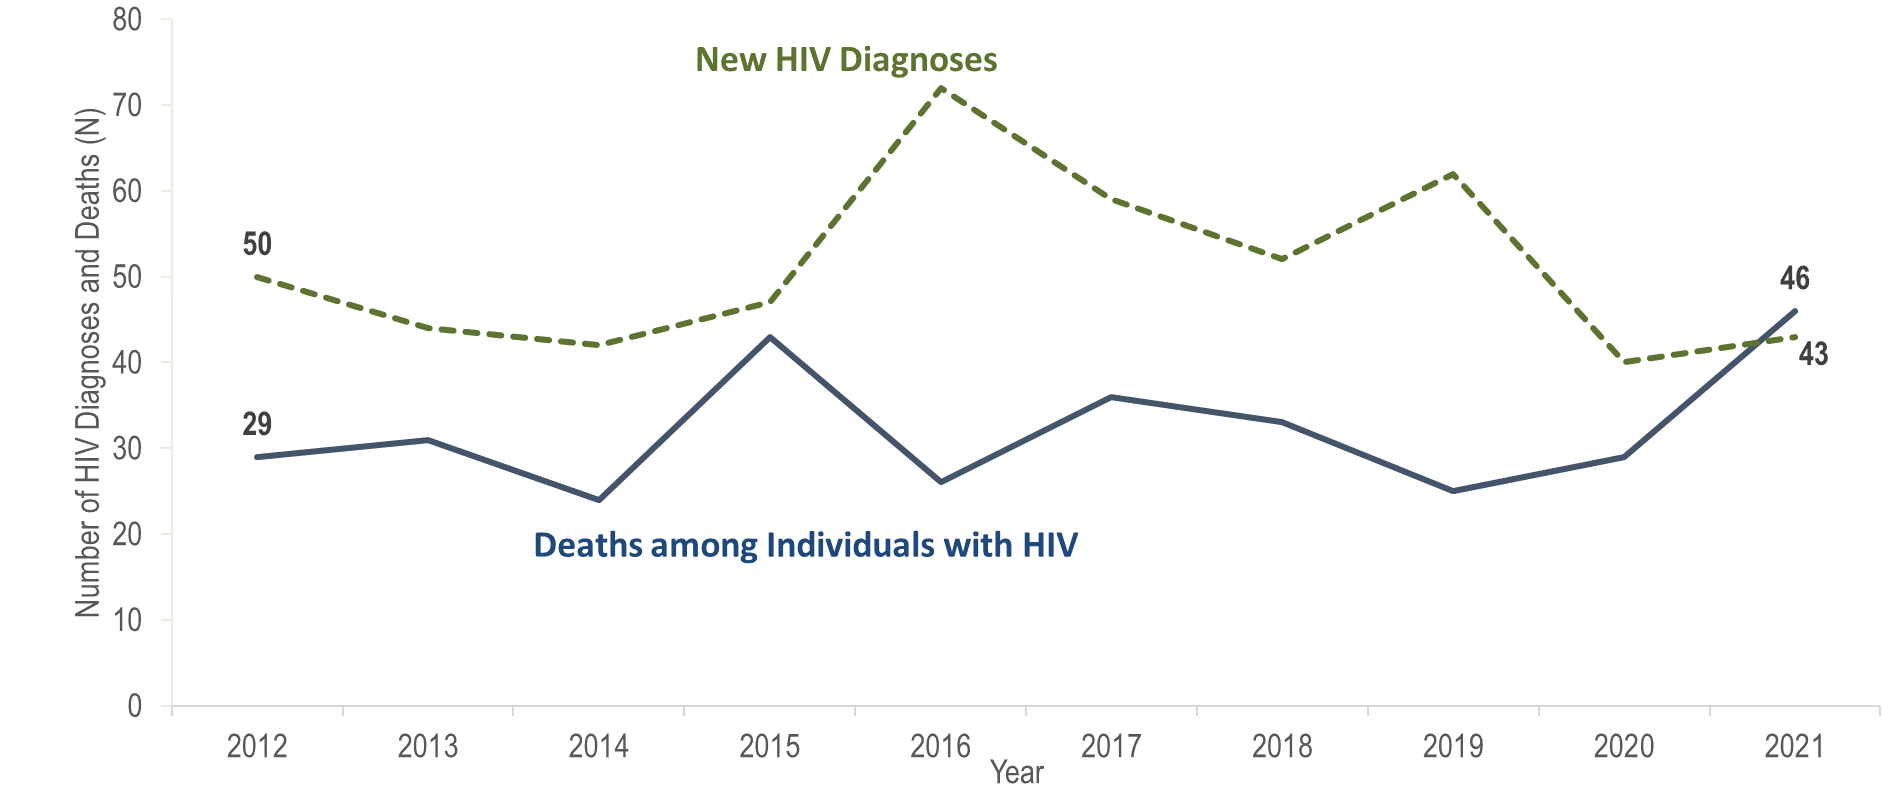 Number of HIV Diagnoses and Deaths (N)
80
70
60
50
40
30
20
10
0
New HIV Diagnoses
50
29
46
43
Deaths among Individuals with HIV
2012 2013 2014 2015 2016 2017 2018 2019 2020 2021
Year